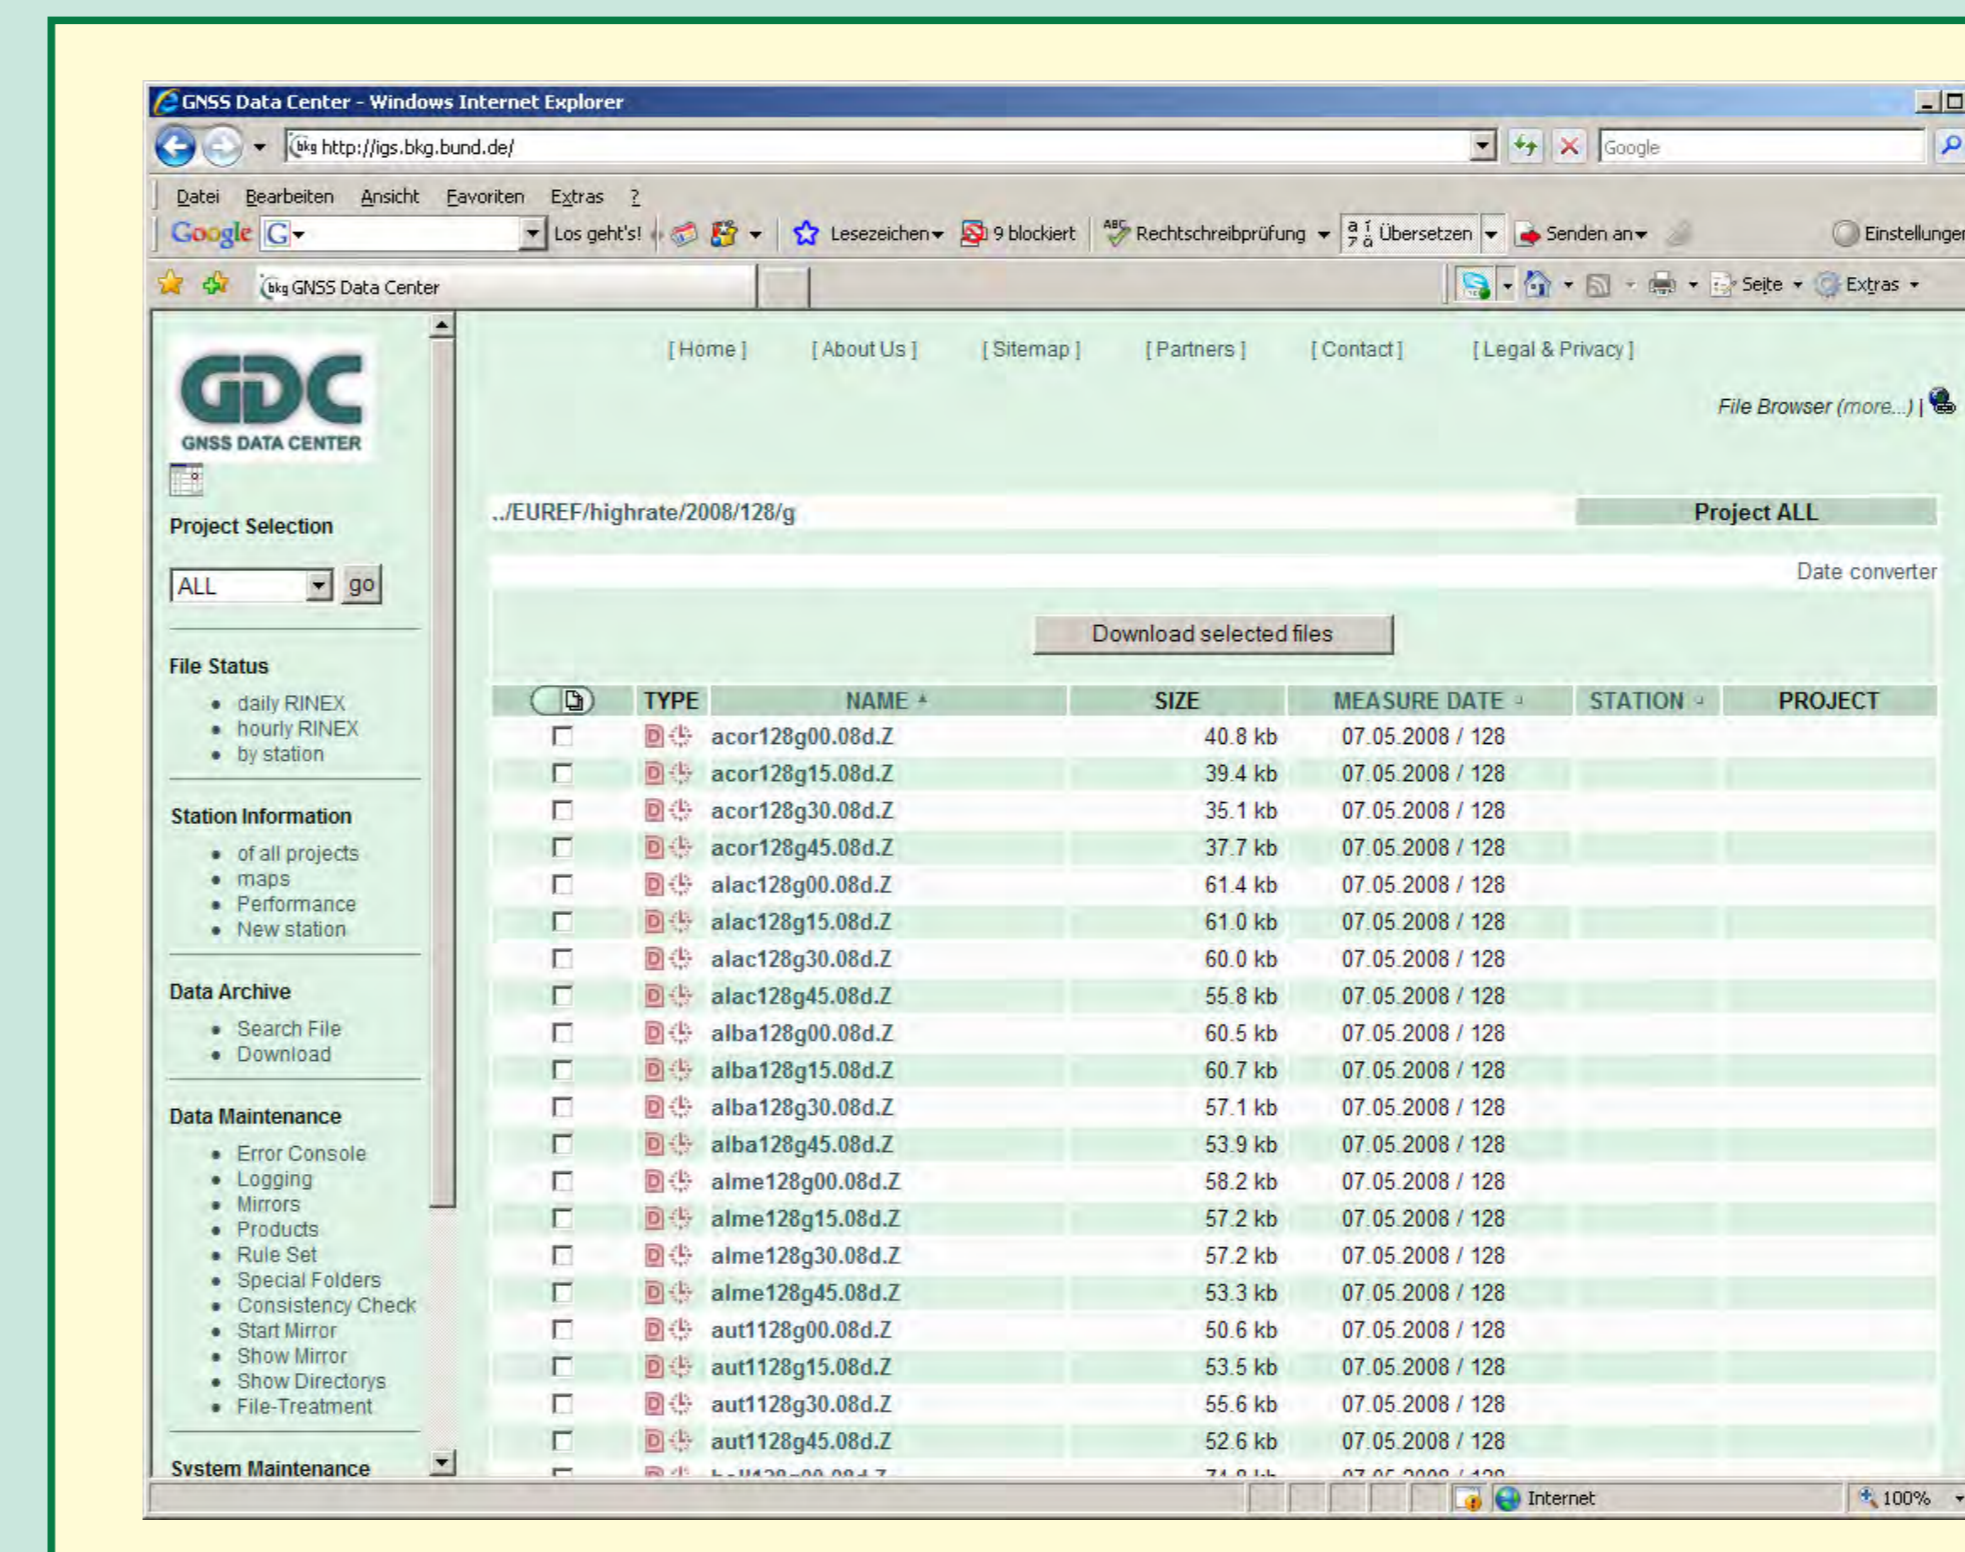 GNSS Data Center - Windows Internet Explorer
bkg http://igs.bkg.bund.de/
Google
Datei Bearbeiten Ansicht Favoriten Extras ?
Google G Los geht's! Lesezeichen 9 blockiert ABC Rechtschreibprüfung Übersetzen Senden an Einstellungen
bkg GNSS Data Center
Seite Extras
GDC
GNSS DATA CENTER
Project Selection
ALL go
File Status
daily RINEX
hourly RINEX
by station
Station Information
of all projects
maps
Performance
New station
Data Archive
Search File
Download
Data Maintenance
Error Console
Logging
Mirrors
Products
Rule Set
Special Folders
Consistency Check
Start Mirror
Show Mirror
Show Directorys
File-Treatment
System Maintenance
[ Home ] [ About Us ] [ Sitemap ] [ Partners ] [ Contact ] [ Legal & Privacy ]
File Browser (more...) |
../EUREF/highrate/2008/128/g Project ALL
Date converter
Download selected files
TYPE NAME SIZE MEASURE DATE STATION PROJECT
D acor128g00.08d.Z 40.8 kb 07.05.2008 / 128
D acor128g15.08d.Z 39.4 kb 07.05.2008 / 128
D acor128g30.08d.Z 35.1 kb 07.05.2008 / 128
D acor128g45.08d.Z 37.7 kb 07.05.2008 / 128
D alac128g00.08d.Z 61.4 kb 07.05.2008 / 128
D alac128g15.08d.Z 61.0 kb 07.05.2008 / 128
D alac128g30.08d.Z 60.0 kb 07.05.2008 / 128
D alac128g45.08d.Z 55.8 kb 07.05.2008 / 128
D alba128g00.08d.Z 60.5 kb 07.05.2008 / 128
D alba128g15.08d.Z 60.7 kb 07.05.2008 / 128
D alba128g30.08d.Z 57.1 kb 07.05.2008 / 128
D alba128g45.08d.Z 53.9 kb 07.05.2008 / 128
D alme128g00.08d.Z 58.2 kb 07.05.2008 / 128
D alme128g15.08d.Z 57.2 kb 07.05.2008 / 128
D alme128g30.08d.Z 57.2 kb 07.05.2008 / 128
D alme128g45.08d.Z 53.3 kb 07.05.2008 / 128
D aut1128g00.08d.Z 50.6 kb 07.05.2008 / 128
D aut1128g15.08d.Z 53.5 kb 07.05.2008 / 128
D aut1128g30.08d.Z 55.6 kb 07.05.2008 / 128
D aut1128g45.08d.Z 52.6 kb 07.05.2008 / 128
Internet 100%